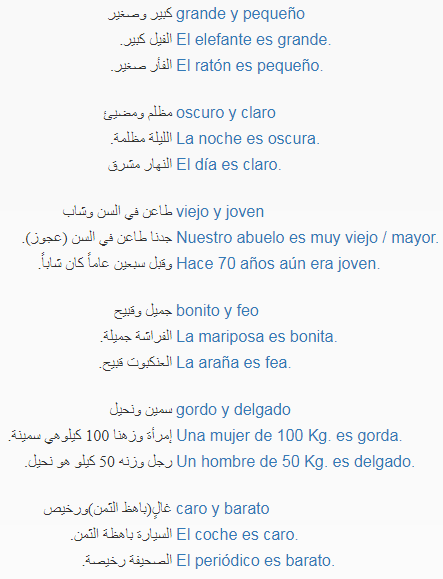 كبير وصغير grande y pequeño
الفيل كبير. El elefante es grande.
الفأر صغير. El ratón es pequeño.
مظلم ومضيئ oscuro y claro
الليلة مظلمة. La noche es oscura.
النهار مشرق El día es claro.
طاعن في السن وشاب viejo y joven
جدنا طاعن في السن (عجوز). Nuestro abuelo es muy viejo / mayor.
وقبل سبعين عاماً كان شاباً. Hace 70 años aún era joven.
جميل وقبيح bonito y feo
الفراشة جميلة. La mariposa es bonita.
العنكبوت قبيح. La araña es fea.
سمين ونحيل gordo y delgado
إمرأة وزهنا 100 كيلوهي سمينة. Una mujer de 100 Kg. es gorda.
رجل وزنه 50 كيلو هو نحيل. Un hombre de 50 Kg. es delgado.
غالٍ(باهظ الثمن)ورخيص caro y barato
السيارة باهظة الثمن. El coche es caro.
الصحيفة رخيصة. El periódico es barato.